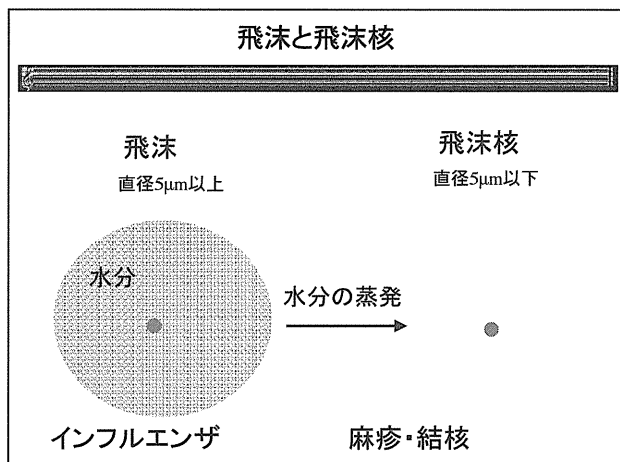 飛沫と飛沫核
飛沫
直径5μm以上
飛沫核
直径5μm以下
水分
水分の蒸発
インフルエンザ
麻疹・結核